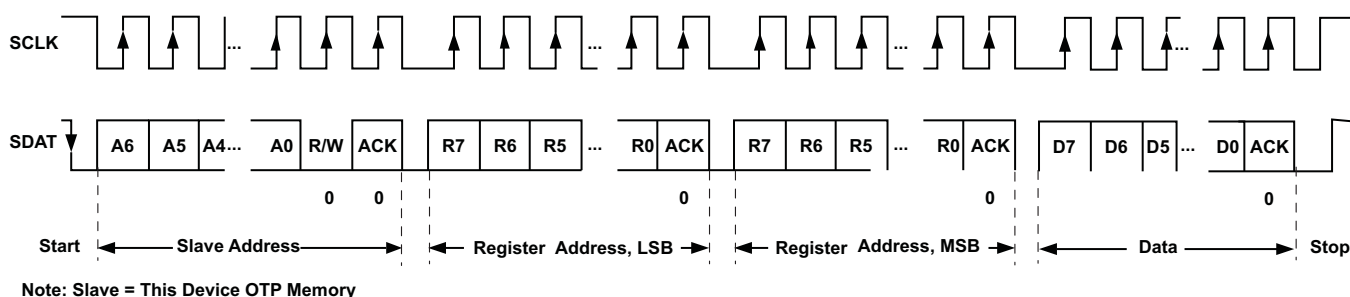 SCLK ... ... ... ... ... ... ...
SDAT A6 A5 A4... A0 R/W ACK R7 R6 R5 ... R0 ACK R7 R6 R5 ... R0 ACK D7 D6 D5 ... D0 ACK
0 0 0 0 0
Start Slave Address Register Address, LSB Register Address, MSB Data Stop
Note: Slave = This Device OTP Memory